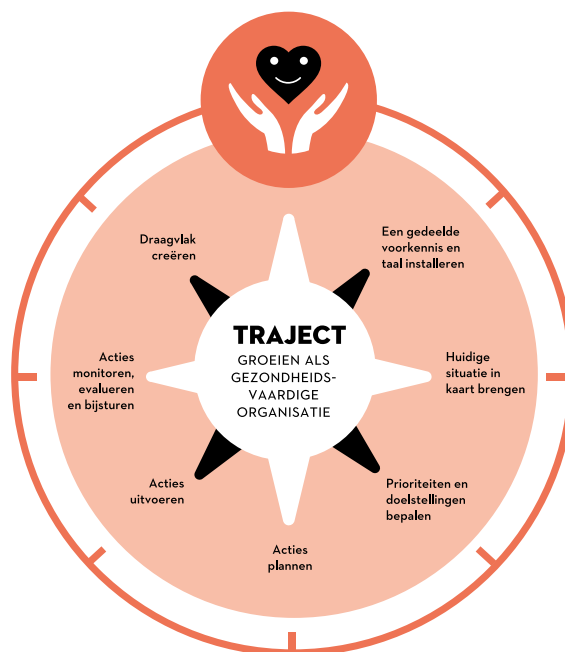 Draagvlak
creëren
Een gedeelde
voorkennis en
taal installeren
TRAJECT
GROEIEN ALS
GEZONDHEIDS-
VAARDIGE
ORGANISATIE
Acties
monitoren,
evalueren
en bijsturen
Huidige
situatie in
kaart brengen
Acties
uitvoeren
Prioriteiten en
doelstellingen
bepalen
Acties
plannen